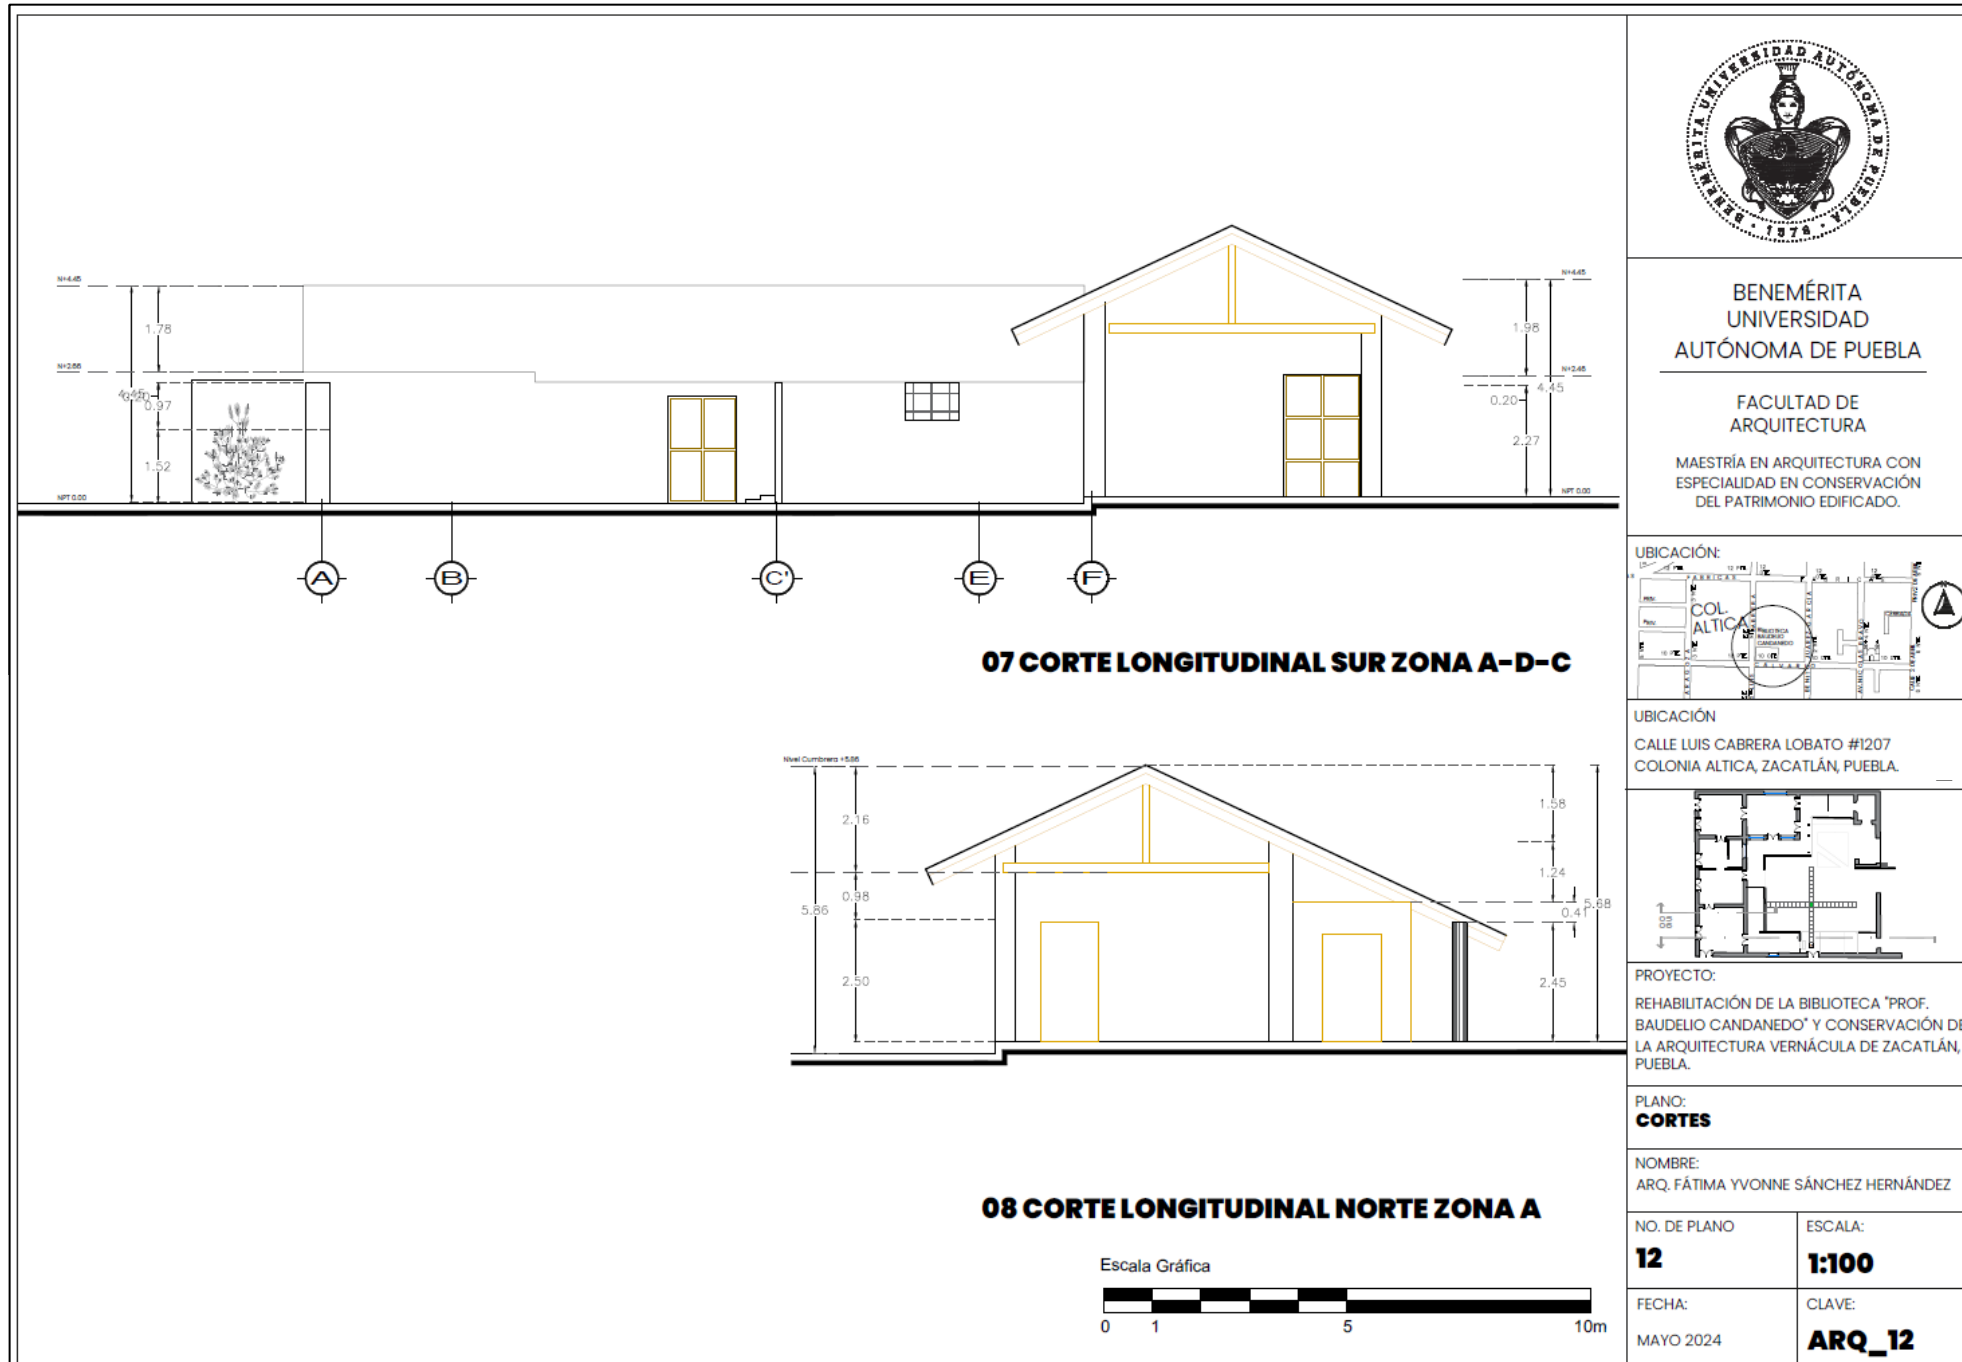 N+4.45
1.78
N+2.66
0.97
1.52
NPT 0.00
N+4.45
1.98
N+2.46
4.45
0.20
2.27
NPT 0.00
A
B
C'
E
F
07 CORTE LONGITUDINAL SUR ZONA A-D-C
Nivel Cumbrera +5.86
2.16
0.98
5.86
2.50
1.58
1.24
0.41
5.68
2.45
08 CORTE LONGITUDINAL NORTE ZONA A
Escala Gráfica
0 1 5 10m
BENEMÉRITA UNIVERSIDAD AUTÓNOMA DE PUEBLA
· 1578 ·
BENEMÉRITA
UNIVERSIDAD
AUTÓNOMA DE PUEBLA
FACULTAD DE
ARQUITECTURA
MAESTRÍA EN ARQUITECTURA CON
ESPECIALIDAD EN CONSERVACIÓN
DEL PATRIMONIO EDIFICADO.
UBICACIÓN:
COL.
ALTICA
BIBLIOTECA
BAUDELIO
CANDANEDO
UBICACIÓN
CALLE LUIS CABRERA LOBATO #1207
COLONIA ALTICA, ZACATLÁN, PUEBLA.
PROYECTO:
REHABILITACIÓN DE LA BIBLIOTECA "PROF.
BAUDELIO CANDANEDO" Y CONSERVACIÓN DE
LA ARQUITECTURA VERNÁCULA DE ZACATLÁN,
PUEBLA.
PLANO:
CORTES
NOMBRE:
ARQ. FÁTIMA YVONNE SÁNCHEZ HERNÁNDEZ
NO. DE PLANO
12
ESCALA:
1:100
FECHA:
MAYO 2024
CLAVE:
ARQ_12